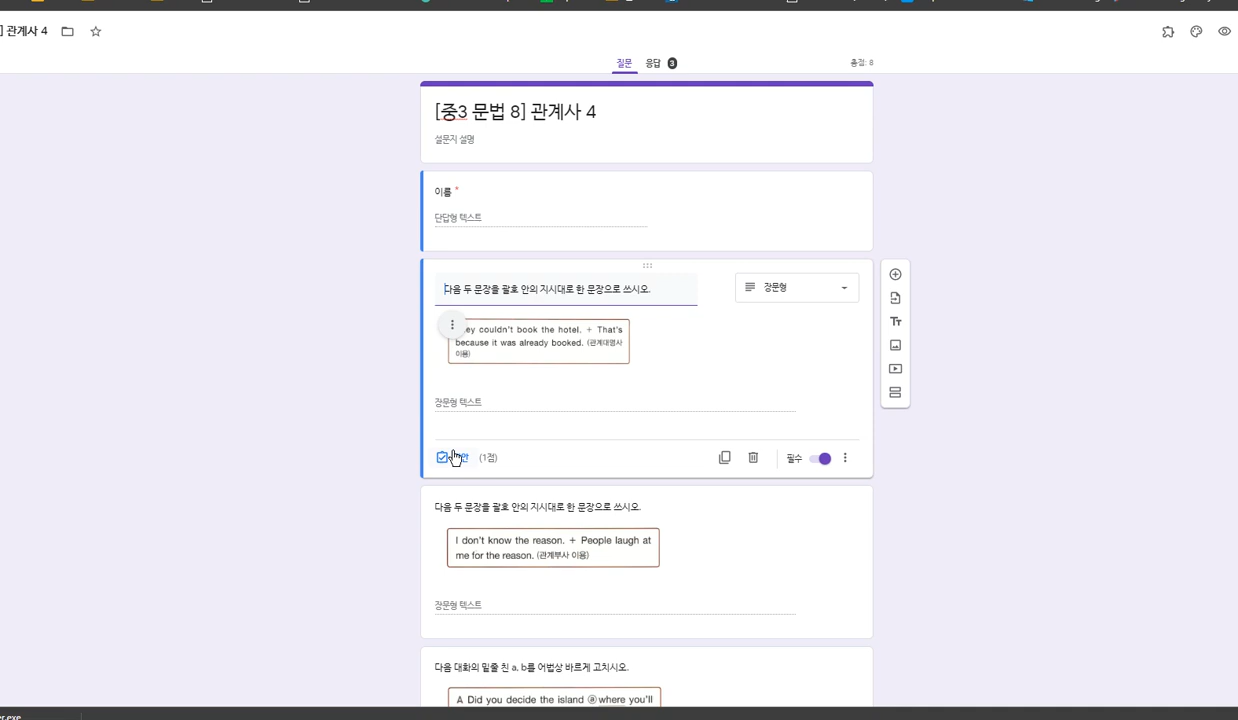 ] 관계사 4
질문 응답 3
총점: 8
[중3 문법 8] 관계사 4
설문지 설명
이름 *
단답형 텍스트
다음 두 문장을 괄호 안의 지시대로 한 문장으로 쓰시오.
장문형
ey couldn't book the hotel. + That's
because it was already booked. (관계대명사
이용)
장문형 텍스트
안 (1점)
필수
다음 두 문장을 괄호 안의 지시대로 한 문장으로 쓰시오.
I don't know the reason. + People laugh at
me for the reason. (관계부사 이용)
장문형 텍스트
다음 대화의 밑줄 친 a, b를 어법상 바르게 고치시오.
A Did you decide the island ⓐ where you'll
er.exe